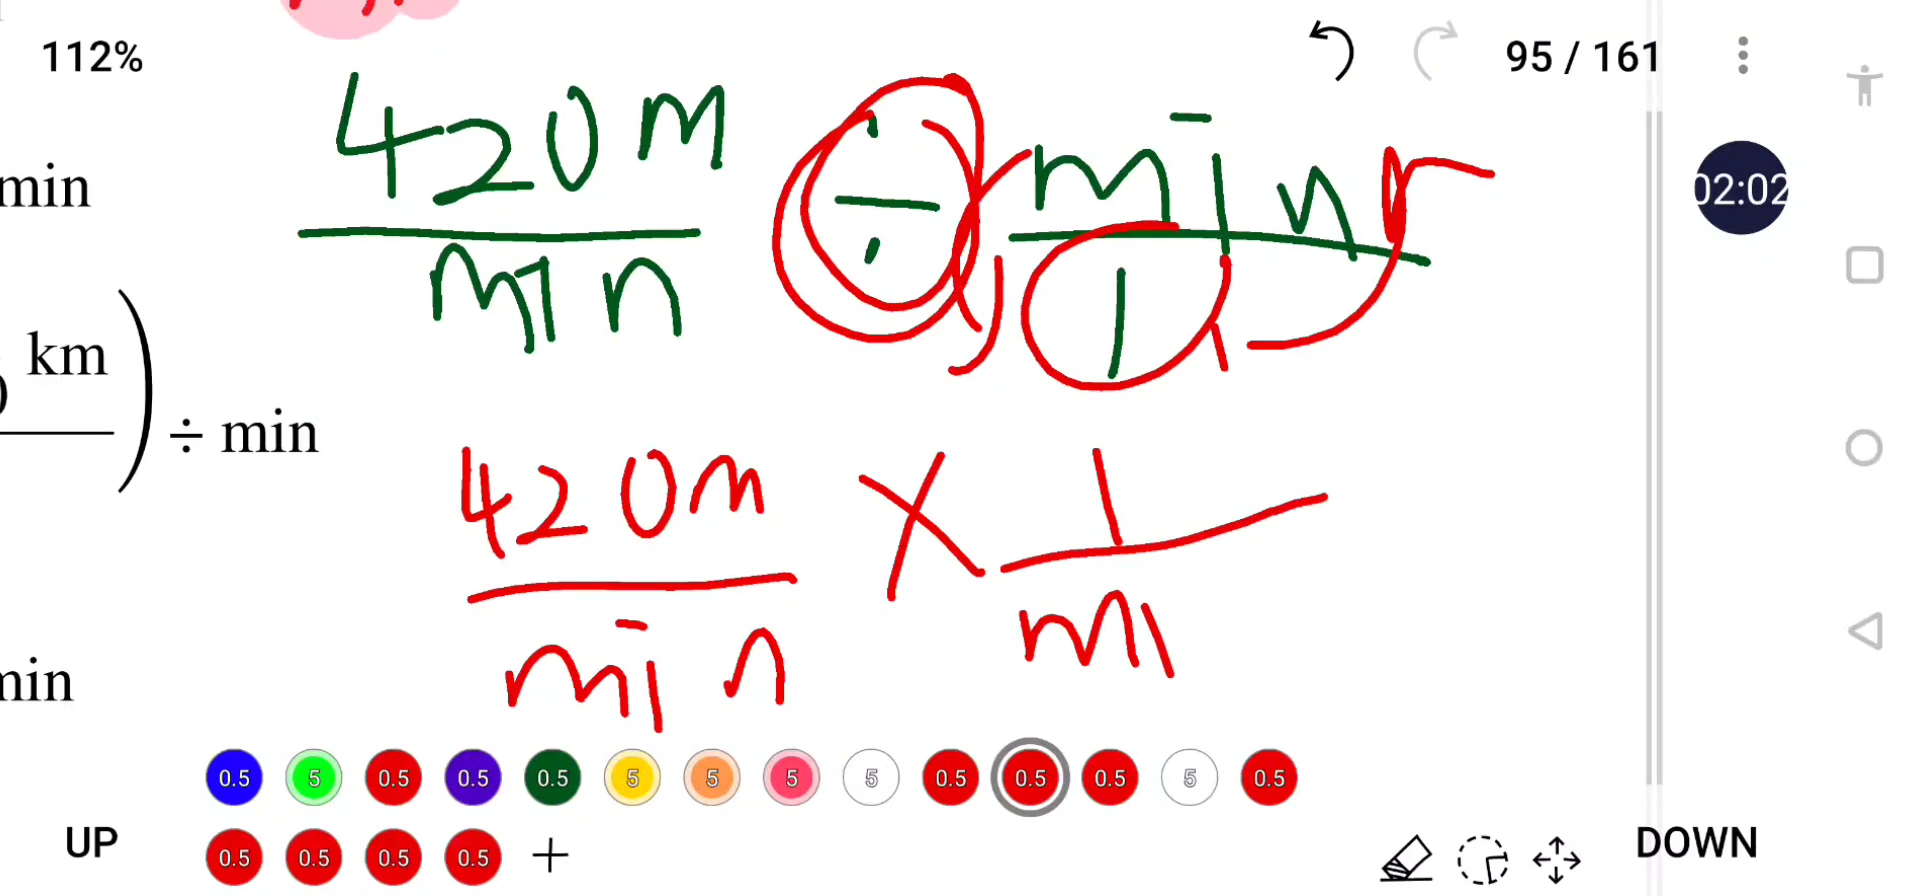 112%
95 / 161
420 m ÷ min
min 1
min
02:02
km
÷ min
420m × 1
min mi
min
0.5 5 0.5 0.5 0.5 5 5 5 5 0.5 0.5 0.5 5 0.5
UP 0.5 0.5 0.5 0.5 + DOWN